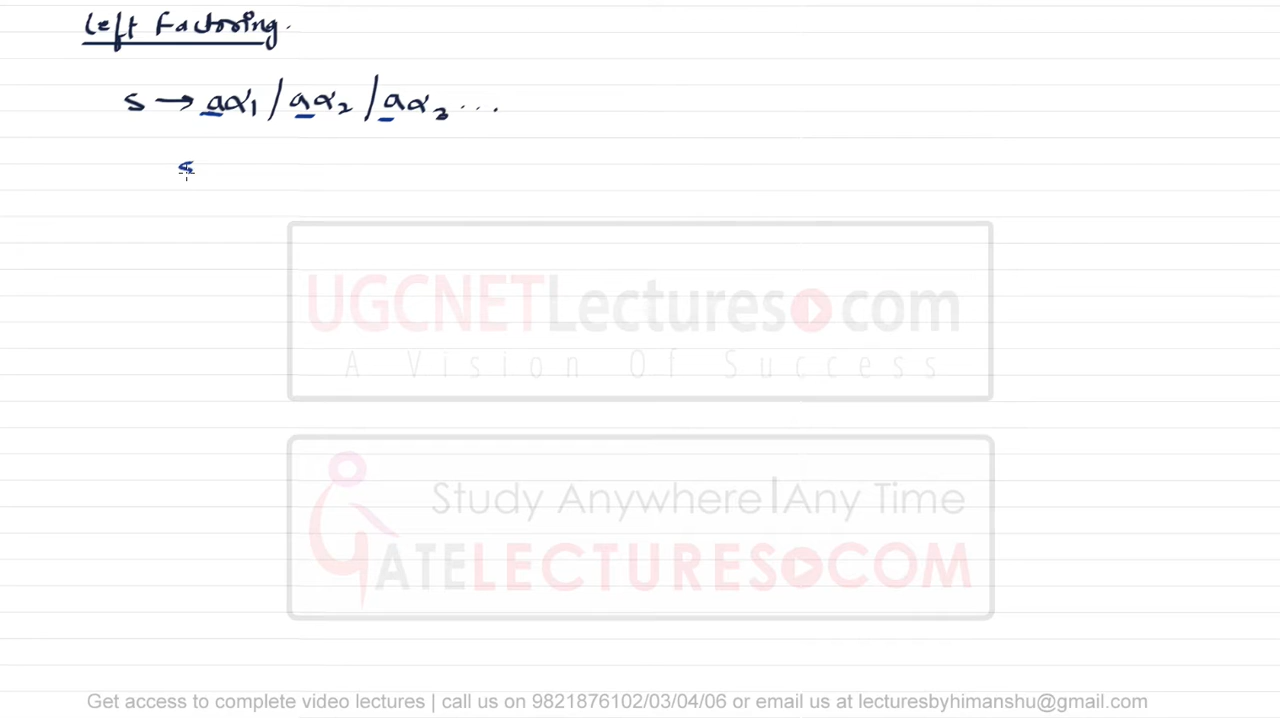 Left Factoring.
S → aα1 / aα2 / aα3 ...
S
UGCNETLectures.com
A Vision Of Success
Study Anywhere|Any Time
GATELECTURES.COM
Get access to complete video lectures | call us on 9821876102/03/04/06 or email us at lecturesbyhimanshu@gmail.com